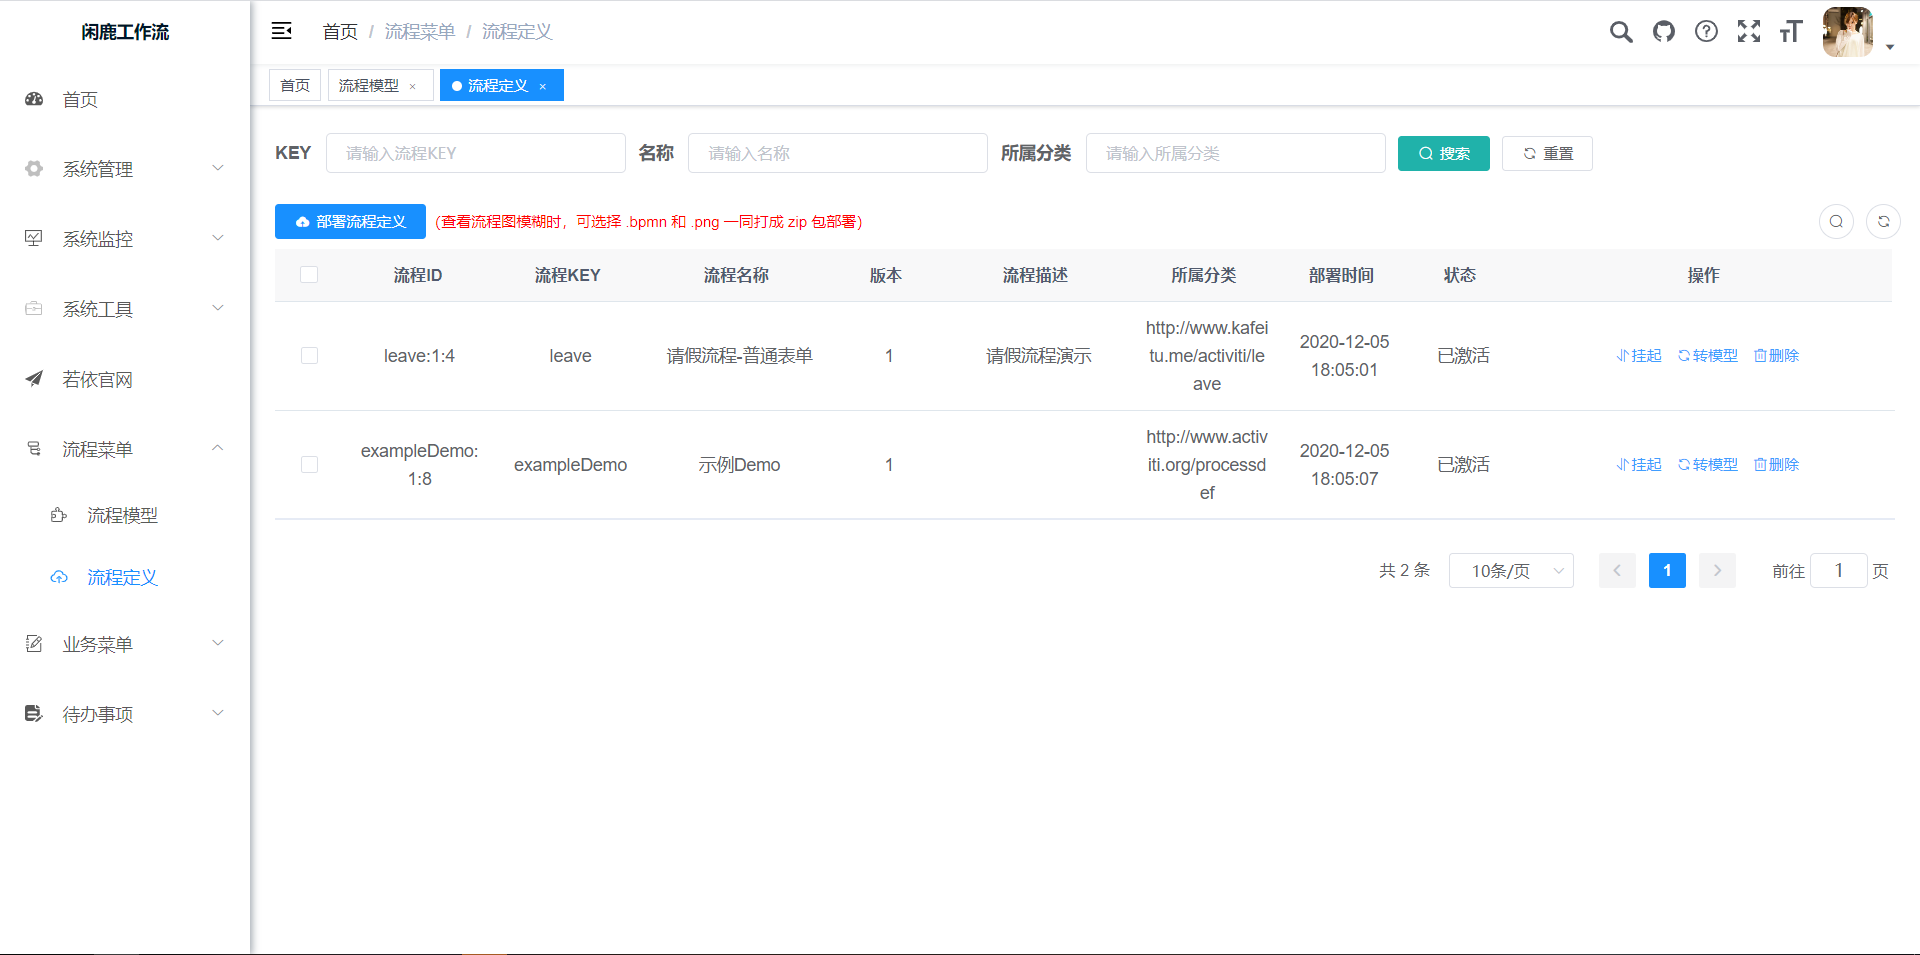 闲鹿工作流
首页 / 流程菜单 / 流程定义
首页
流程模型 ×
流程定义 ×
首页
系统管理
系统监控
系统工具
若依官网
流程菜单
流程模型
流程定义
业务菜单
待办事项
KEY 请输入流程KEY 名称 请输入名称 所属分类 请输入所属分类 搜索 重置
部署流程定义 (查看流程图模糊时，可选择 .bpmn 和 .png 一同打成 zip 包部署)
流程ID 流程KEY 流程名称 版本 流程描述 所属分类 部署时间 状态 操作
leave:1:4 leave 请假流程-普通表单 1 请假流程演示
http://www.kafei
tu.me/activiti/le
ave
2020-12-05
18:05:01
已激活 挂起 转模型 删除
exampleDemo:
1:8
exampleDemo 示例Demo 1
http://www.activ
iti.org/processd
ef
2020-12-05
18:05:07
已激活 挂起 转模型 删除
共 2 条 10条/页 1 前往 1 页